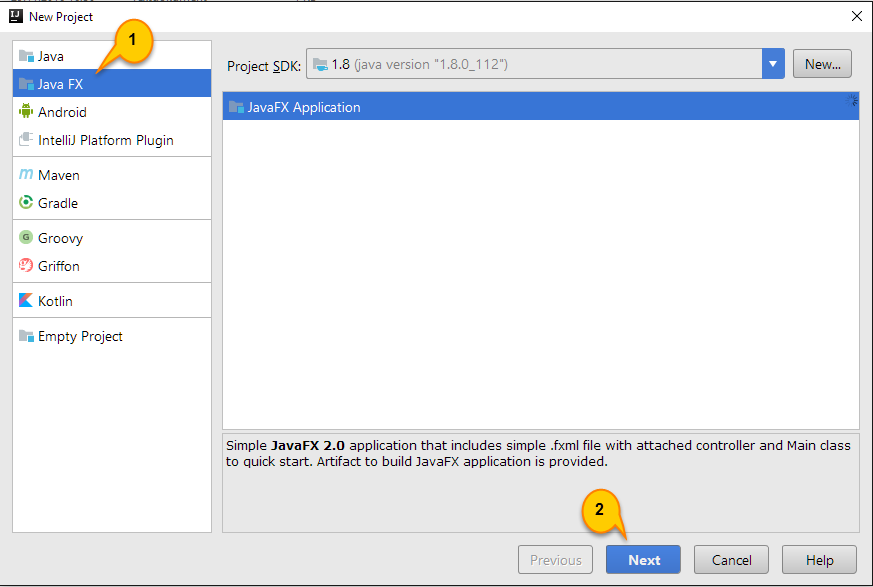 New Project
1
Java
Java FX
Android
IntelliJ Platform Plugin
Maven
Gradle
Groovy
Griffon
Kotlin
Empty Project
Project SDK: 1.8 (java version "1.8.0_112") New...
JavaFX Application
Simple JavaFX 2.0 application that includes simple .fxml file with attached controller and Main class
to quick start. Artifact to build JavaFX application is provided.
2
Previous Next Cancel Help